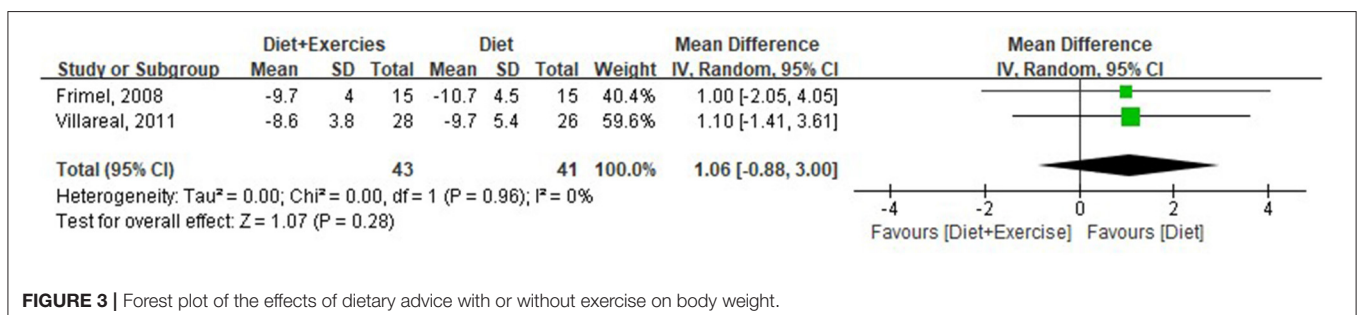 Diet+Exercies Diet Mean Difference Mean Difference
Study or Subgroup Mean SD Total Mean SD Total Weight IV, Random, 95% CI IV, Random, 95% CI
Frimel, 2008 -9.7 4 15 -10.7 4.5 15 40.4% 1.00 [-2.05, 4.05]
Villareal, 2011 -8.6 3.8 28 -9.7 5.4 26 59.6% 1.10 [-1.41, 3.61]
Total (95% CI) 43 41 100.0% 1.06 [-0.88, 3.00]
Heterogeneity: Tau² = 0.00; Chi² = 0.00, df = 1 (P = 0.96); I² = 0%
Test for overall effect: Z = 1.07 (P = 0.28)
-4 -2 0 2 4
Favours [Diet+Exercise] Favours [Diet]
FIGURE 3 | Forest plot of the effects of dietary advice with or without exercise on body weight.